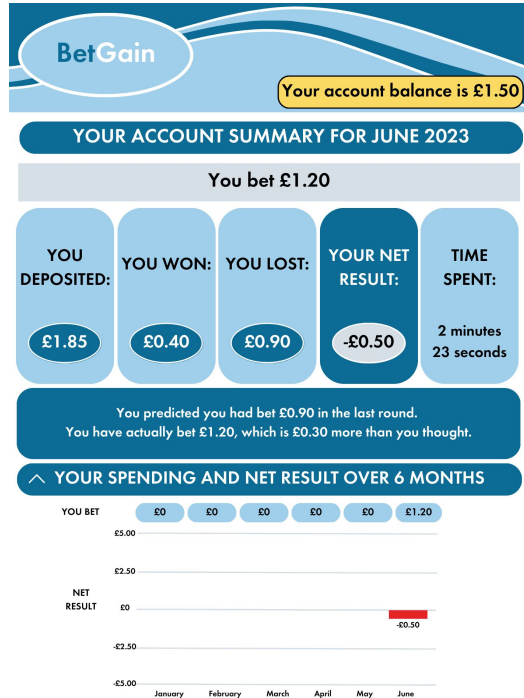 BetGain
Your account balance is £1.50
YOUR ACCOUNT SUMMARY FOR JUNE 2023
You bet £1.20
YOU DEPOSITED:
£1.85
YOU WON:
£0.40
YOU LOST:
£0.90
YOUR NET RESULT:
-£0.50
TIME SPENT:
2 minutes
23 seconds
You predicted you had bet £0.90 in the last round.
You have actually bet £1.20, which is £0.30 more than you thought.
YOUR SPENDING AND NET RESULT OVER 6 MONTHS
YOU BET £0 £0 £0 £0 £0 £1.20
£5.00
£2.50
NET RESULT
£0
-£0.50
-£2.50
-£5.00
January February March April May June